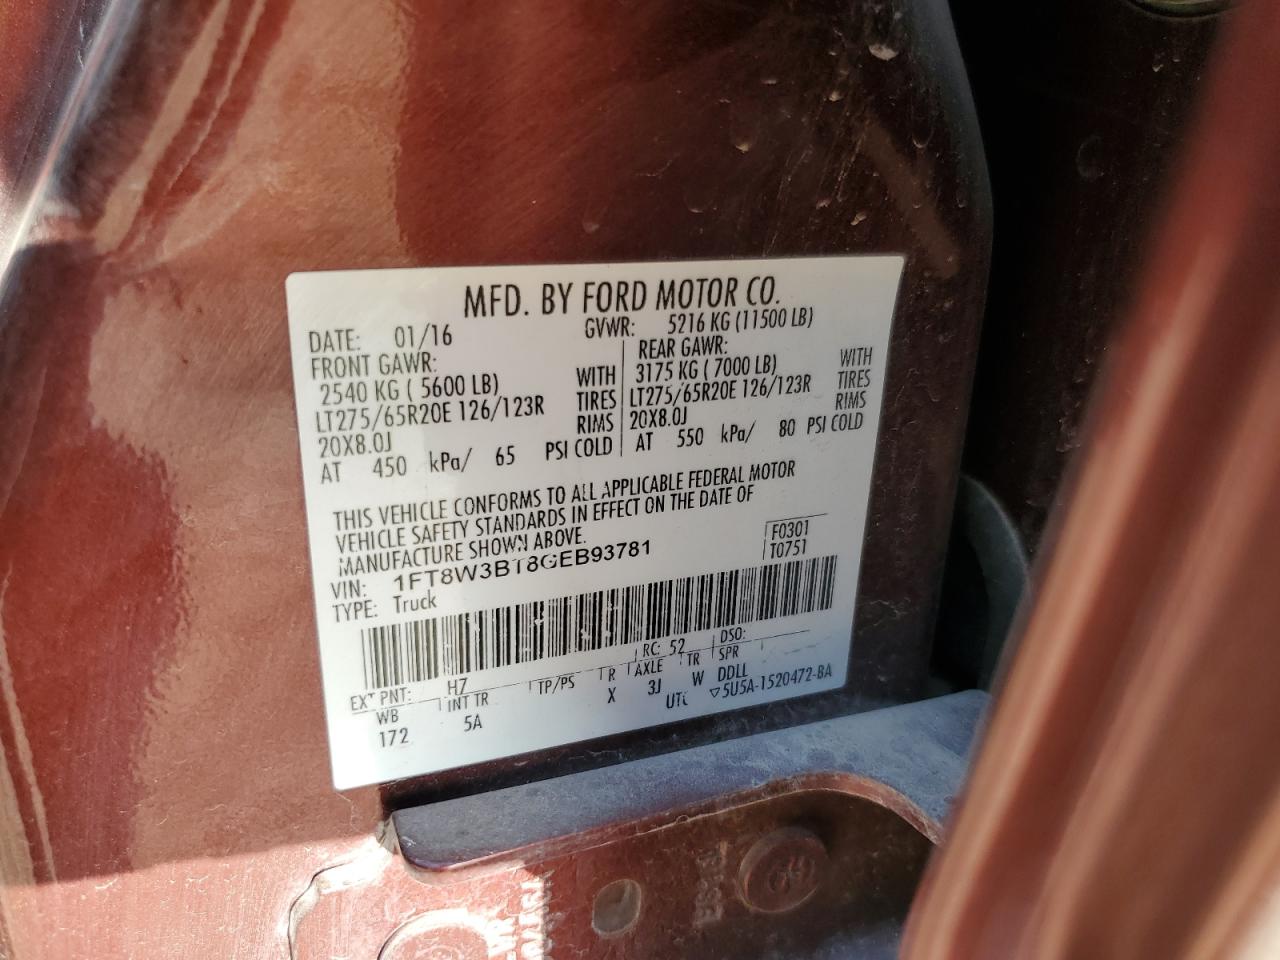 MFD. BY FORD MOTOR CO.
DATE: 01/16 GVWR: 5216 KG (11500 LB)
FRONT GAWR: REAR GAWR:
2540 KG ( 5600 LB) WITH 3175 KG ( 7000 LB) WITH
LT275/65R20E 126/123R TIRES LT275/65R20E 126/123R TIRES
20X8.0J RIMS 20X8.0J RIMS
AT 450 kPa/ 65 PSI COLD AT 550 kPa/ 80 PSI COLD
THIS VEHICLE CONFORMS TO ALL APPLICABLE FEDERAL MOTOR
VEHICLE SAFETY STANDARDS IN EFFECT ON THE DATE OF
MANUFACTURE SHOWN ABOVE.
VIN: 1FT8W3BT8GEB93781 F0301
TYPE: Truck T0751
EXT PNT: H7 RC: 52 DSO:
WB INT TR TP/PS R AXLE TR SPR
172 5A X 3J W DDLL
UTC ▽5U5A-1520472-BA